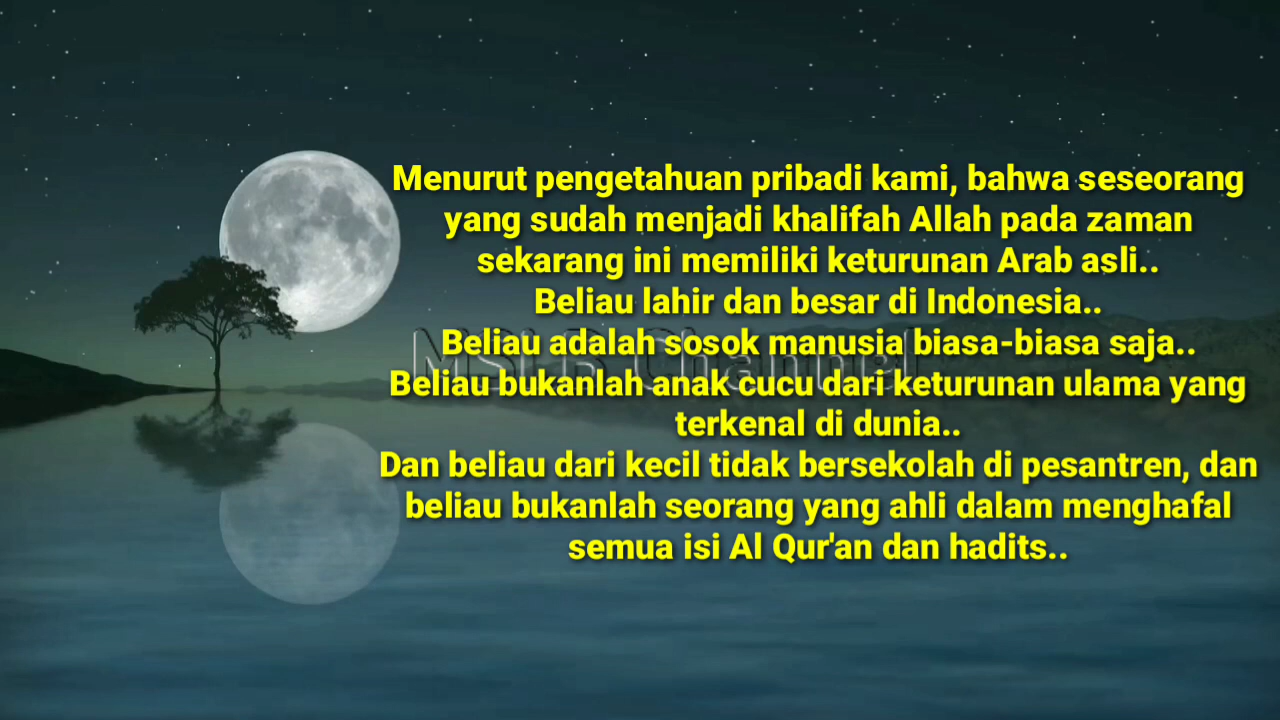 Menurut pengetahuan pribadi kami, bahwa seseorang
yang sudah menjadi khalifah Allah pada zaman
sekarang ini memiliki keturunan Arab asli..
Beliau lahir dan besar di Indonesia..
Beliau adalah sosok manusia biasa-biasa saja..
Beliau bukanlah anak cucu dari keturunan ulama yang
terkenal di dunia..
Dan beliau dari kecil tidak bersekolah di pesantren, dan
beliau bukanlah seorang yang ahli dalam menghafal
semua isi Al Qur'an dan hadits..
Channel